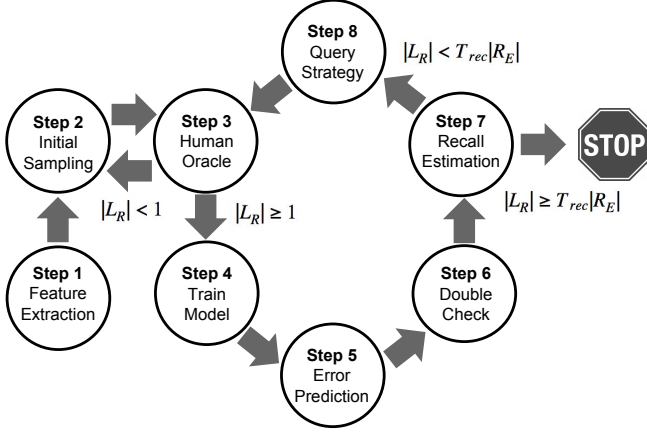 Step 8
Query
Strategy
|L_R| < T_rec|R_E|
Step 2
Initial
Sampling
Step 3
Human
Oracle
Step 7
Recall
Estimation
STOP
|L_R| < 1
|L_R| ≥ 1
|L_R| ≥ T_rec|R_E|
Step 1
Feature
Extraction
Step 4
Train
Model
Step 6
Double
Check
Step 5
Error
Prediction